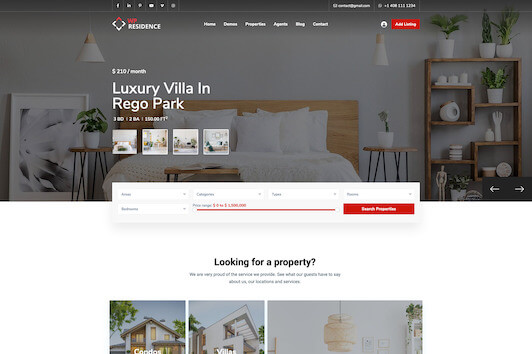 contact@gmail.com
+1 408 111 1234
WP
RESIDENCE
Home Demos Properties Agents Blog Contact
Add Listing
$ 210 / month
Luxury Villa In
Rego Park
3 BD | 2 BA | 150.00 FT²
Areas Categories Types Rooms
Bedrooms Price range: $ 0 to $ 1,500,000 Search Properties
Looking for a property?
We are very proud of the service we provide. See what our guests have to say
about us, our locations and services.
Condos Villas